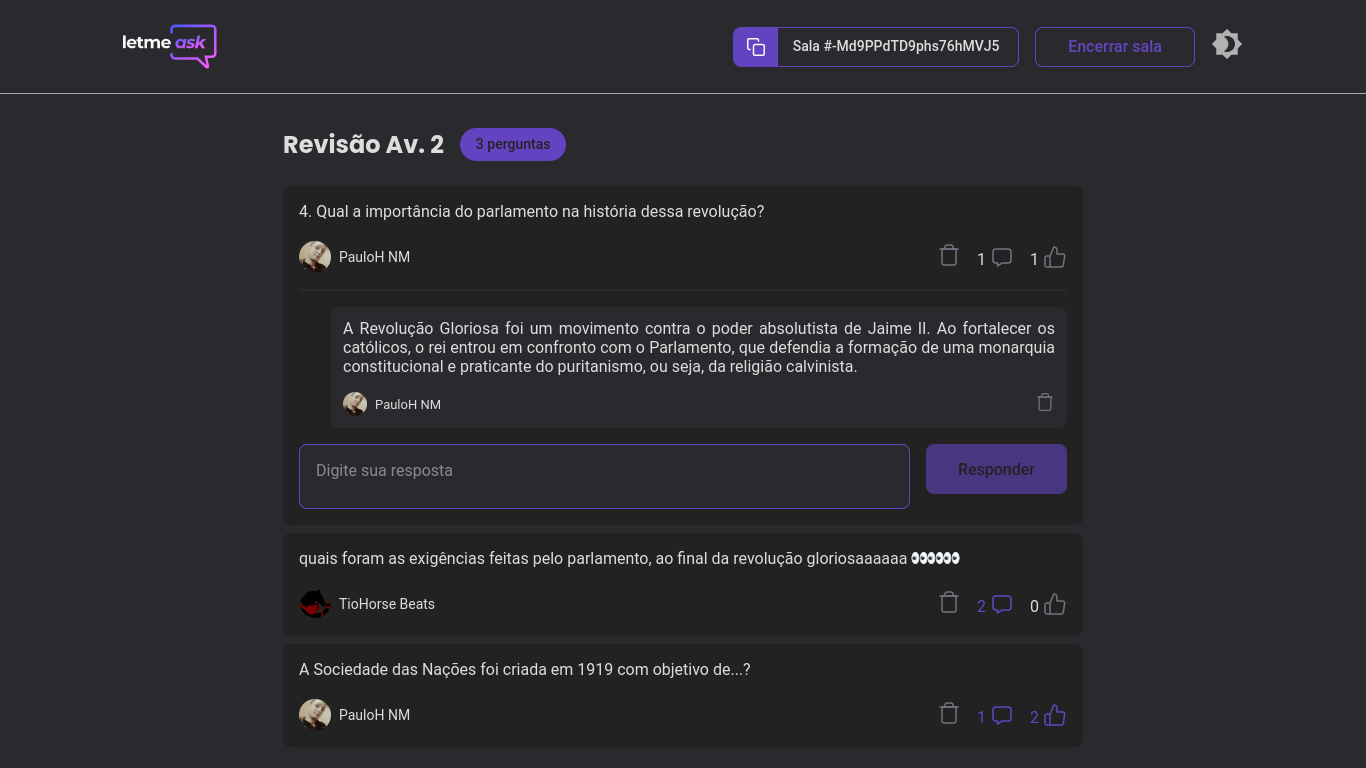 letme ask
Sala #-Md9PPdTD9phs76hMVJ5
Encerrar sala
Revisão Av. 2
3 perguntas
4. Qual a importância do parlamento na história dessa revolução?
PauloH NM
1
1
A Revolução Gloriosa foi um movimento contra o poder absolutista de Jaime II. Ao fortalecer os
católicos, o rei entrou em confronto com o Parlamento, que defendia a formação de uma monarquia
constitucional e praticante do puritanismo, ou seja, da religião calvinista.
PauloH NM
Digite sua resposta
Responder
quais foram as exigências feitas pelo parlamento, ao final da revolução gloriosaaaaaa 👀👀👀
TioHorse Beats
2
0
A Sociedade das Nações foi criada em 1919 com objetivo de...?
PauloH NM
1
2